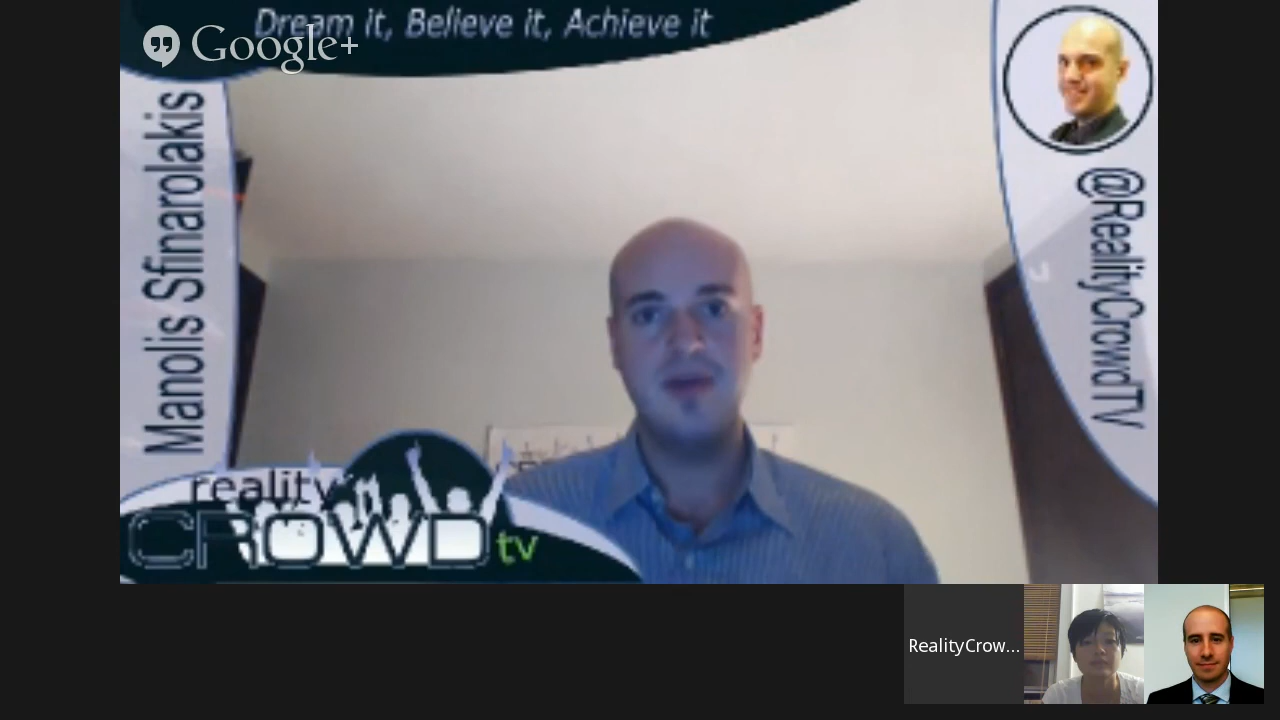 Dream it, Believe it, Achieve it
Google+
Manolis Sfinarolakis
@RealityCrowdTV
reality
CROWD
tv
RealityCrow...